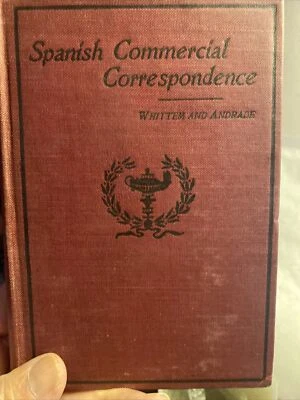 Spanish Commercial
Correspondence
WHITTEM AND ANDRADE